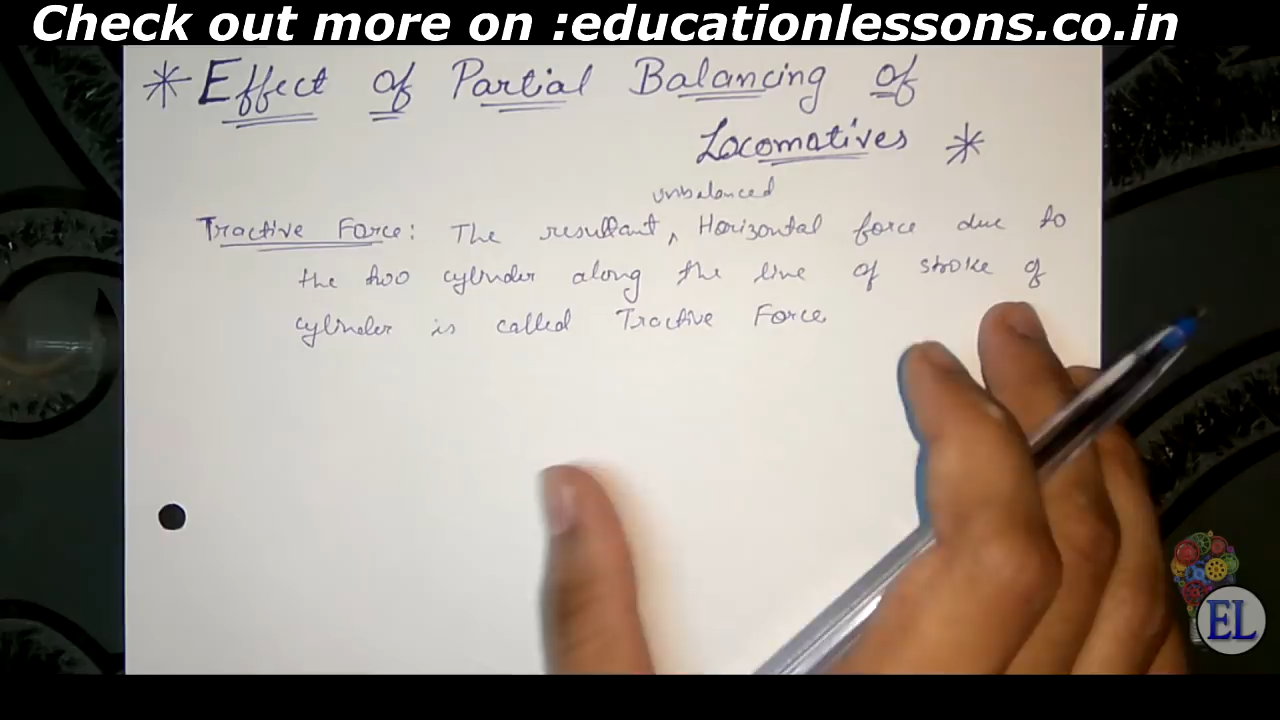 Check out more on :educationlessons.co.in
* Effect of Partial Balancing of
Locomatives *
unbalanced
Tractive Force: The resultant ^ Horizontal force due to
the two cylinder along the line of stroke of
cylinder is called Tractive Force
EL